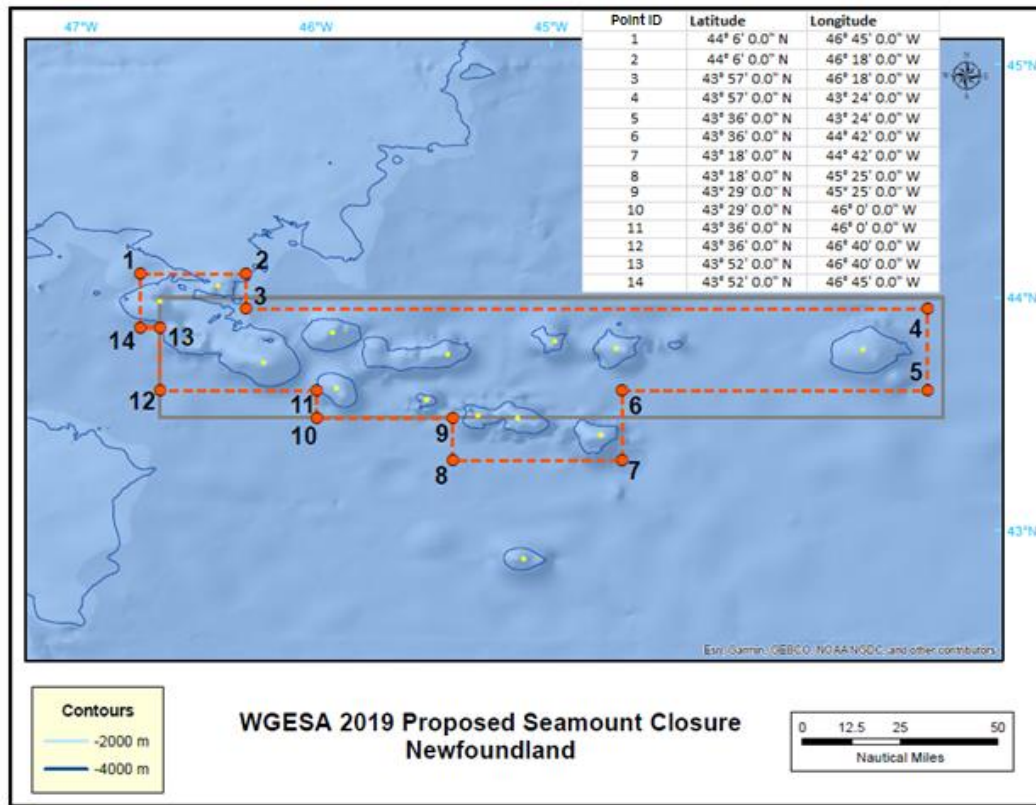 47°W 46°W 45°W
Point ID Latitude Longitude
1 44° 6' 0.0" N 46° 45' 0.0" W
2 44° 6' 0.0" N 46° 18' 0.0" W
3 43° 57' 0.0" N 46° 18' 0.0" W
4 43° 57' 0.0" N 43° 24' 0.0" W
5 43° 36' 0.0" N 43° 24' 0.0" W
6 43° 36' 0.0" N 44° 42' 0.0" W
7 43° 18' 0.0" N 44° 42' 0.0" W
8 43° 18' 0.0" N 45° 25' 0.0" W
9 43° 29' 0.0" N 45° 25' 0.0" W
10 43° 29' 0.0" N 46° 0' 0.0" W
11 43° 36' 0.0" N 46° 0' 0.0" W
12 43° 36' 0.0" N 46° 40' 0.0" W
13 43° 52' 0.0" N 46° 40' 0.0" W
14 43° 52' 0.0" N 46° 45' 0.0" W
45°N
1 2
3
44°N
4
14 13
5
12 11 6
10 9
8 7
43°N
Esri, Garmin, GEBCO, NOAA NGDC, and other contributors
Contours
-2000 m
-4000 m
WGESA 2019 Proposed Seamount Closure
Newfoundland
0 12.5 25 50
Nautical Miles